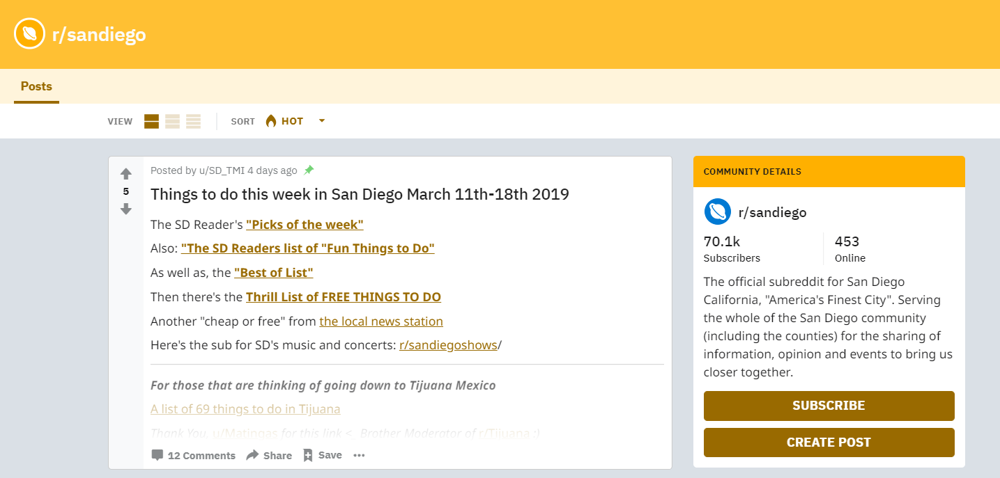 r/sandiego
Posts
VIEW SORT HOT
Posted by u/SD_TMI 4 days ago
5
Things to do this week in San Diego March 11th-18th 2019
The SD Reader's "Picks of the week"
Also: "The SD Readers list of "Fun Things to Do"
As well as, the "Best of List"
Then there's the Thrill List of FREE THINGS TO DO
Another "cheap or free" from the local news station
Here's the sub for SD's music and concerts: r/sandiegoshows/
For those that are thinking of going down to Tijuana Mexico
A list of 69 things to do in Tijuana
Thank You, u/Matingas for this link <_ Brother Moderator of r/Tijuana :)
12 Comments Share Save •••
COMMUNITY DETAILS
r/sandiego
70.1k 453
Subscribers Online
The official subreddit for San Diego
California, "America's Finest City". Serving
the whole of the San Diego community
(including the counties) for the sharing of
information, opinion and events to bring us
closer together.
SUBSCRIBE
CREATE POST